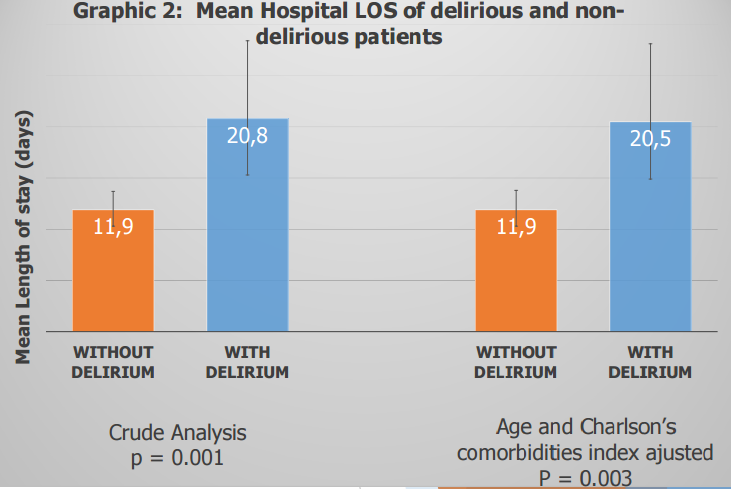 Graphic 2: Mean Hospital LOS of delirious and non-
delirious patients
Mean Length of stay (days)
11,9
20,8
11,9
20,5
WITHOUT
DELIRIUM
WITH
DELIRIUM
WITHOUT
DELIRIUM
WITH
DELIRIUM
Crude Analysis
p = 0.001
Age and Charlson’s
comorbidities index ajusted
P = 0.003